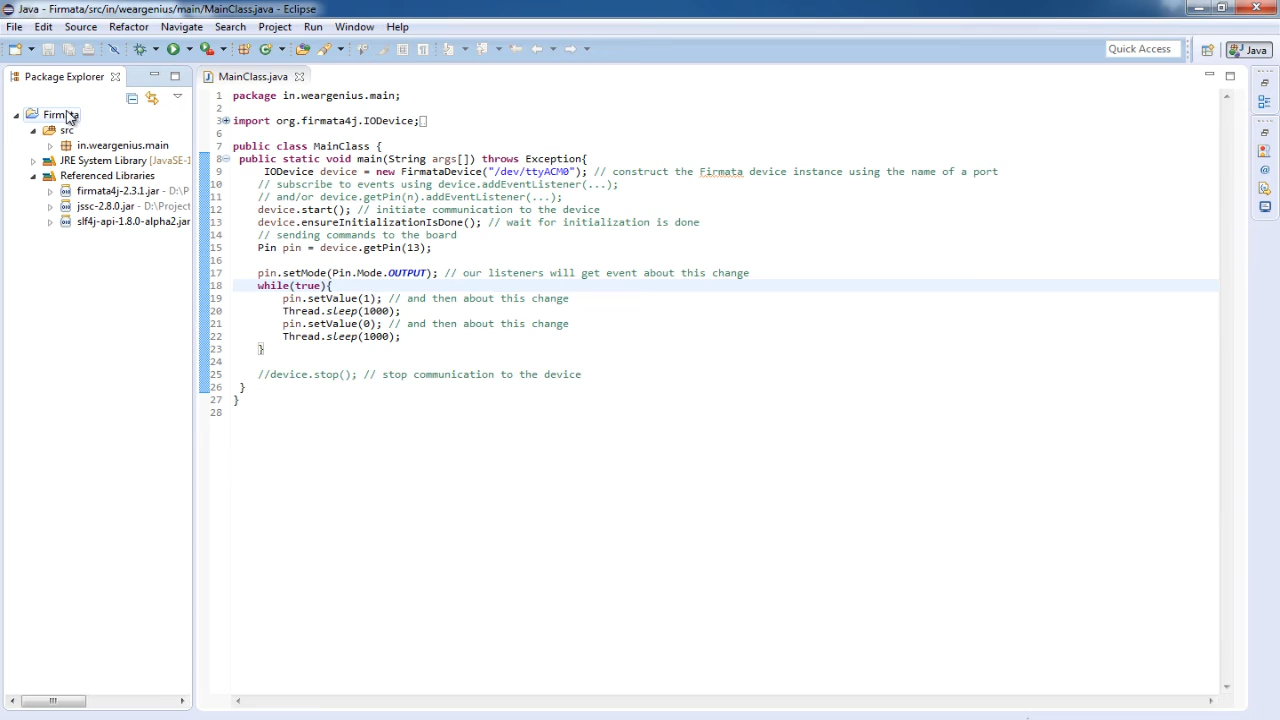 Java - Firmata/src/in/weargenius/main/MainClass.java - Eclipse
File Edit Source Refactor Navigate Search Project Run Window Help
Quick Access
Java
Package Explorer
MainClass.java
Firmata
src
in.weargenius.main
JRE System Library [JavaSE-1
Referenced Libraries
firmata4j-2.3.1.jar - D:\P
jssc-2.8.0.jar - D:\Project
slf4j-api-1.8.0-alpha2.jar
1 package in.weargenius.main;
2
3 import org.firmata4j.IODevice;
6
7 public class MainClass {
8 public static void main(String args[]) throws Exception{
9 IODevice device = new FirmataDevice("/dev/ttyACM0"); // construct the Firmata device instance using the name of a port
10 // subscribe to events using device.addEventListener(...);
11 // and/or device.getPin(n).addEventListener(...);
12 device.start(); // initiate communication to the device
13 device.ensureInitializationIsDone(); // wait for initialization is done
14 // sending commands to the board
15 Pin pin = device.getPin(13);
16
17 pin.setMode(Pin.Mode.OUTPUT); // our listeners will get event about this change
18 while(true){
19 pin.setValue(1); // and then about this change
20 Thread.sleep(1000);
21 pin.setValue(0); // and then about this change
22 Thread.sleep(1000);
23 }
24
25 //device.stop(); // stop communication to the device
26 }
27 }
28